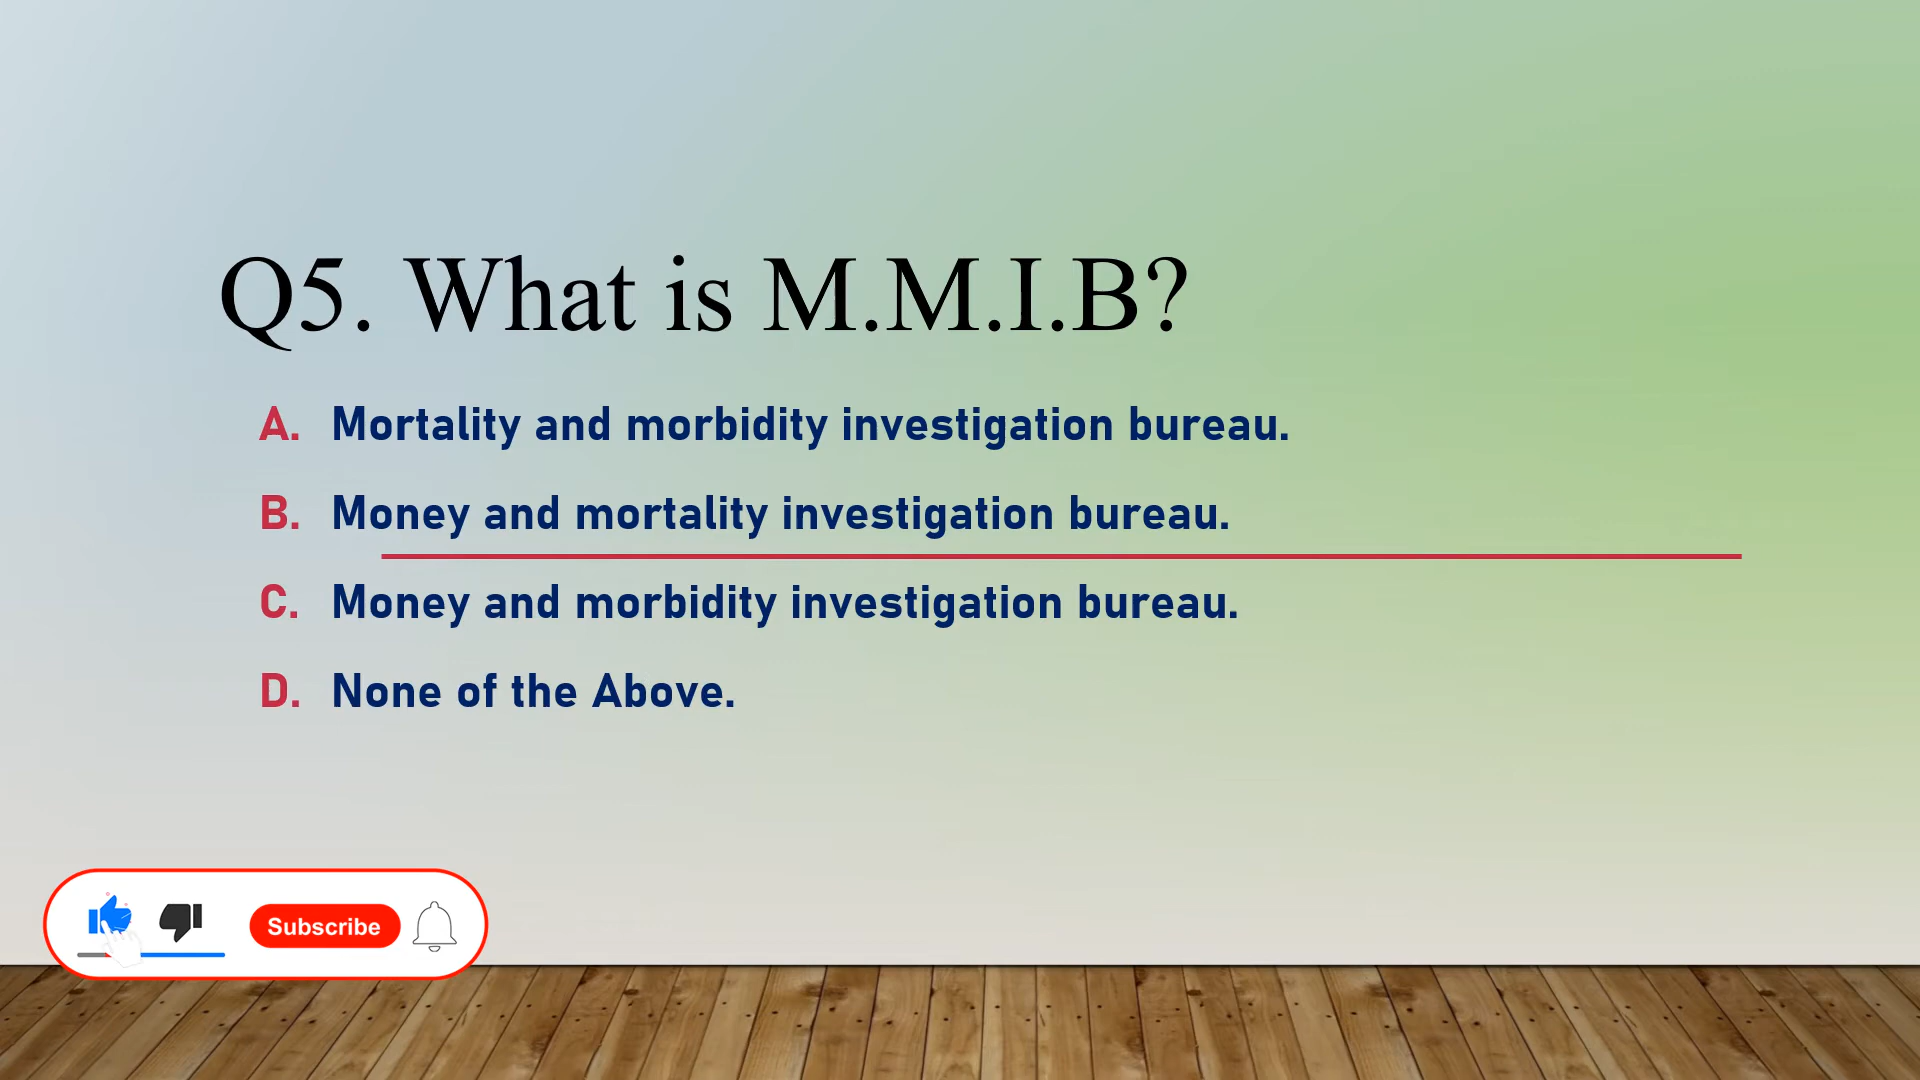 Q5. What is M.M.I.B?
A. Mortality and morbidity investigation bureau.
B. Money and mortality investigation bureau.
C. Money and morbidity investigation bureau.
D. None of the Above.
Subscribe